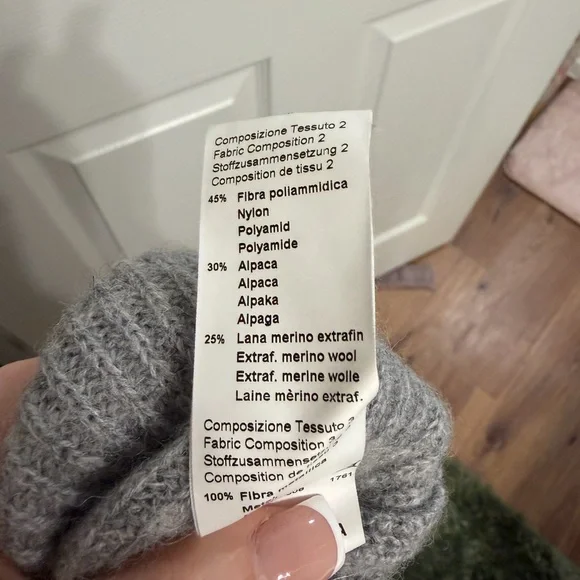 Composizione Tessuto 2
Fabric Composition 2
Stoffzusammensetzung 2
Composition de tissu 2
45% Fibra poliammidica
Nylon
Polyamid
Polyamide
30% Alpaca
Alpaca
Alpaka
Alpaga
25% Lana merino extrafin
Extraf. merino wool
Extraf. merine wolle
Laine mèrino extraf.
Composizione Tessuto
Fabric Composition
Composition de
1761
100% Fibra